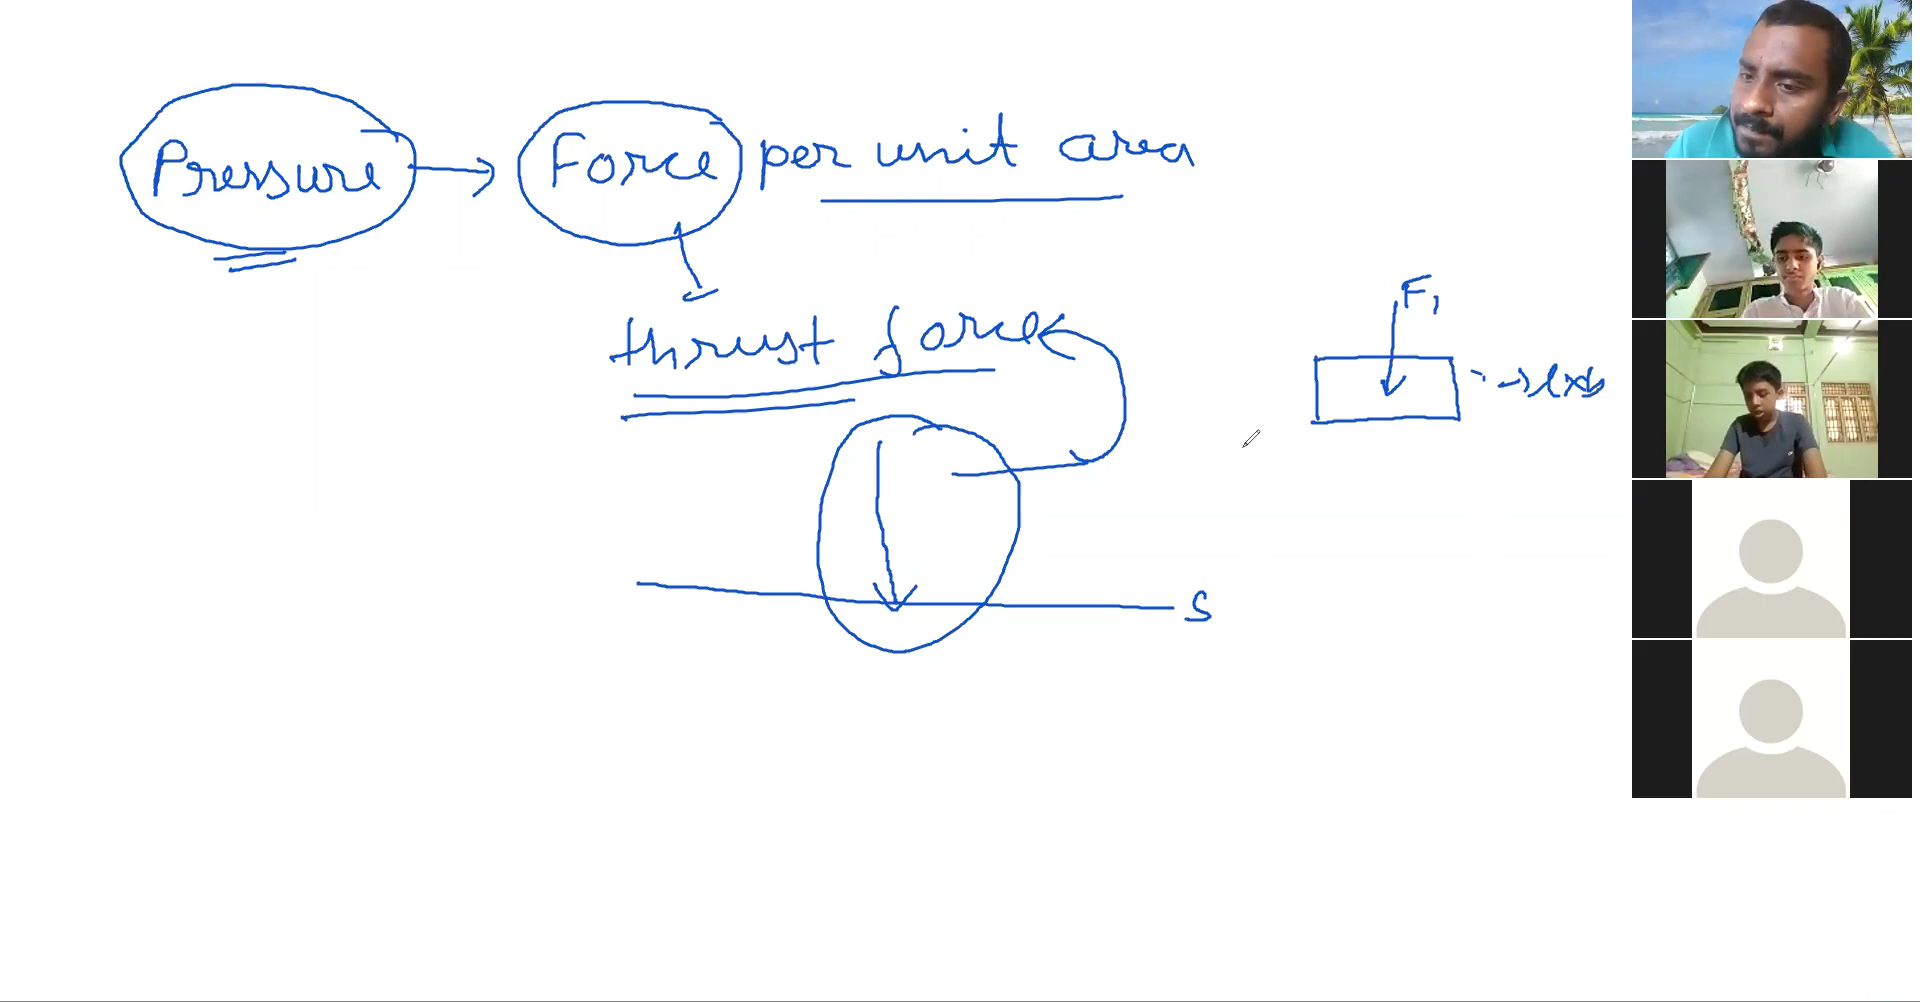 Pressure → Force per unit area
thrust force
F₁
→ l×b
S